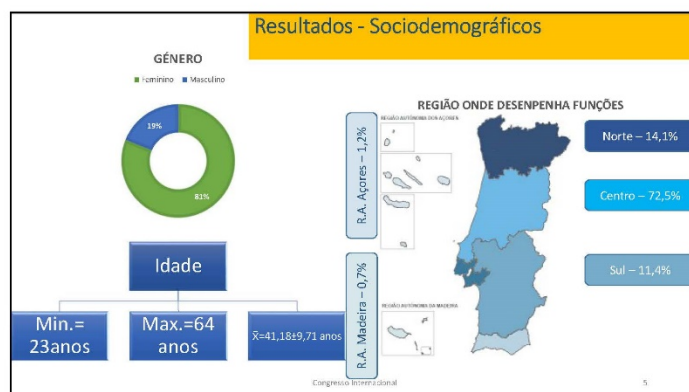 Resultados - Sociodemográficos
GÉNERO
Feminino Masculino
19%
81%
Idade
Min.=
23anos
Max.=64
anos
X̅=41,18±9,71 anos
REGIÃO ONDE DESENPENHA FUNÇÕES
REGIÃO AUTÓNOMA DOS AÇORES
R.A. Açores – 1,2%
R.A. Madeira – 0,7%
REGIÃO AUTÓNOMA DA MADEIRA
Norte – 14,1%
Centro – 72,5%
Sul – 11,4%
Congresso Internacional
5